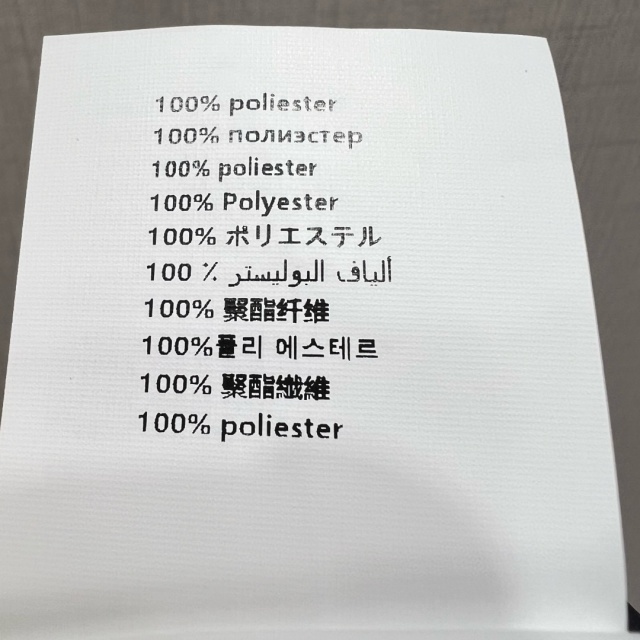 100% poliester
100% полиэстер
100% poliester
100% Polyester
100% ポリエステル
100 ٪ ألياف البوليستر
100% 聚酯纤维
100%폴리 에스테르
100% 聚酯纖維
100% poliester